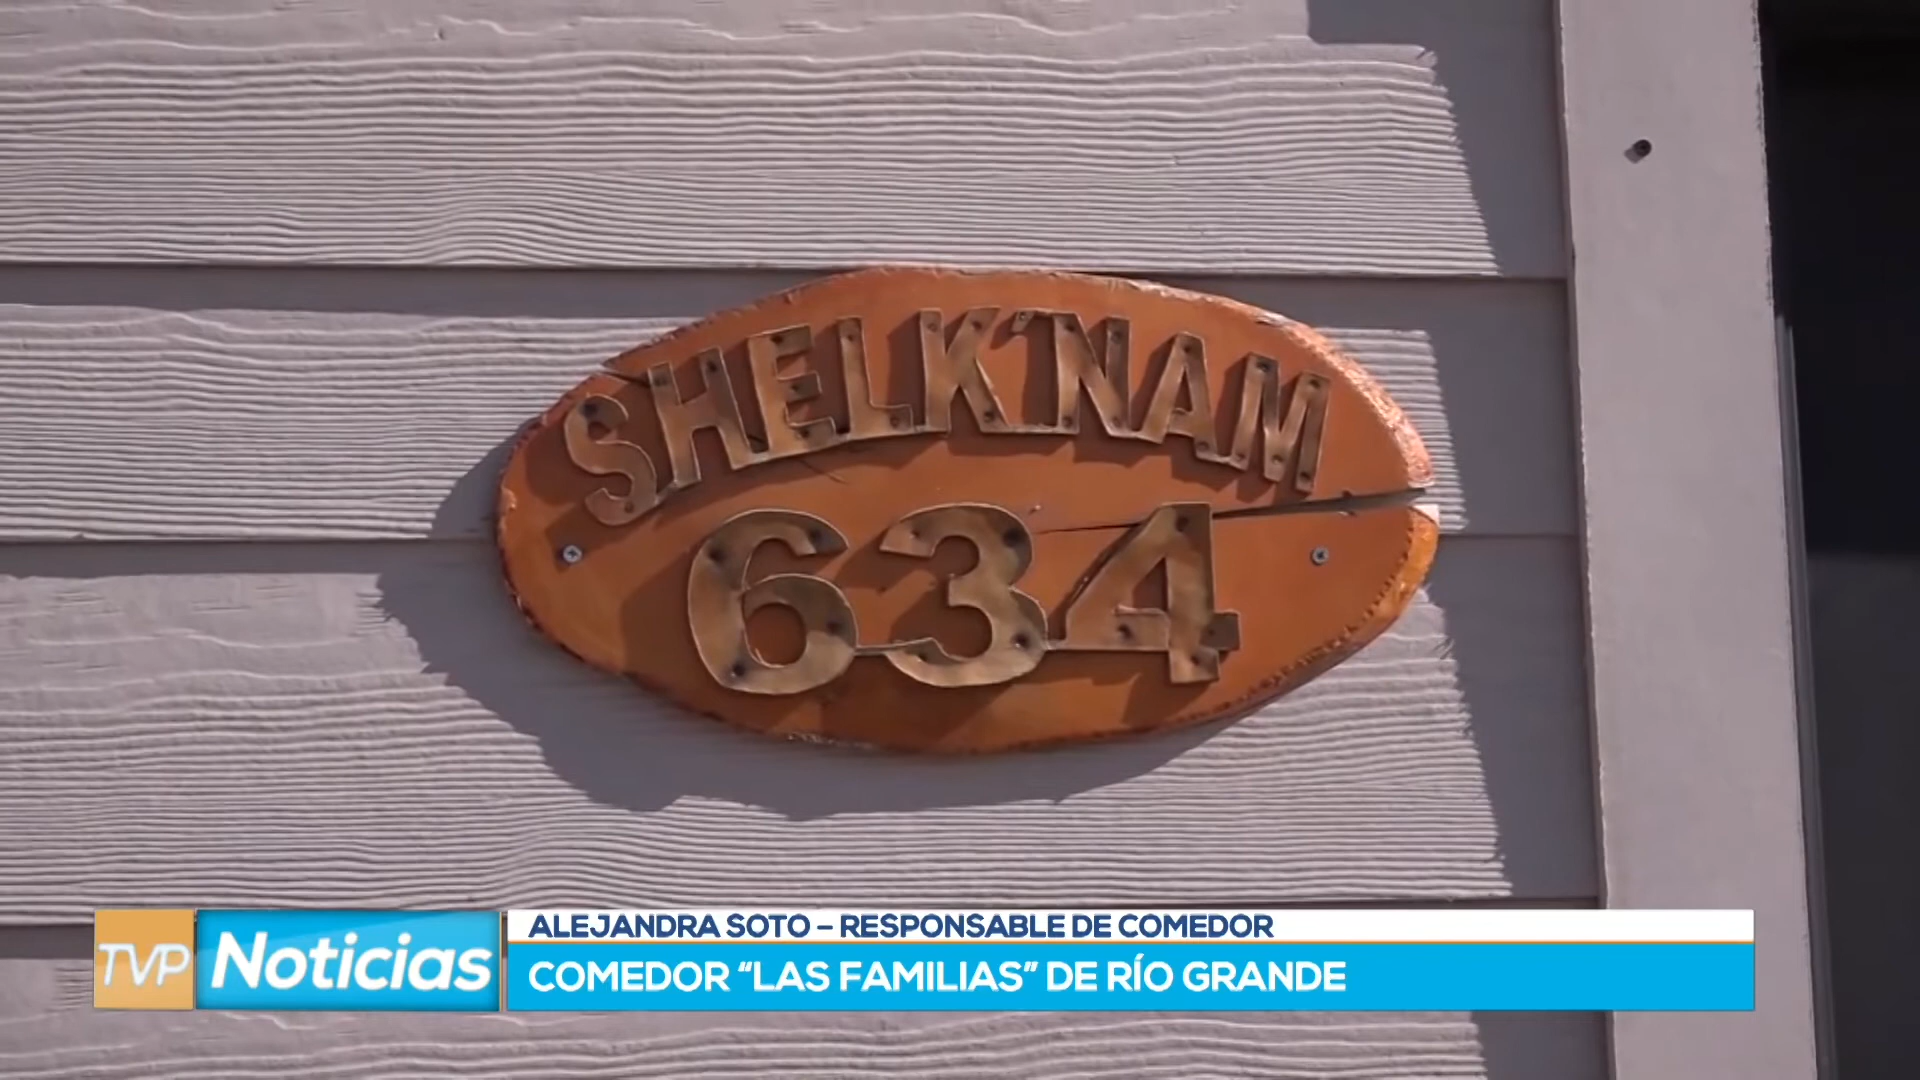 SHELK'NAM
634
TVP Noticias
ALEJANDRA SOTO – RESPONSABLE DE COMEDOR
COMEDOR “LAS FAMILIAS” DE RÍO GRANDE